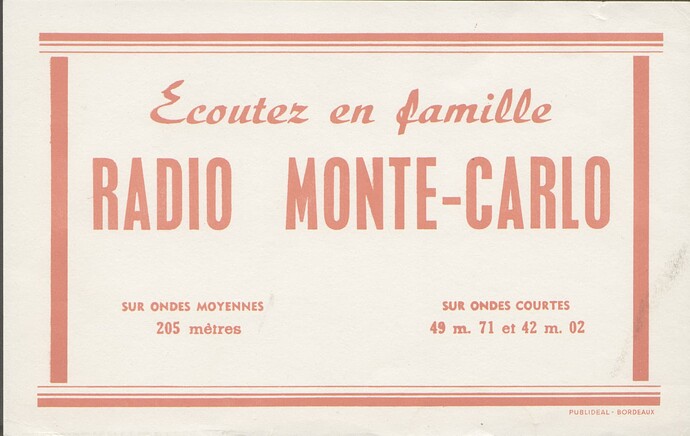 Ecoutez en famille
RADIO MONTE-CARLO
SUR ONDES MOYENNES
205 mètres
SUR ONDES COURTES
49 m. 71 et 42 m. 02
PUBLIDEAL - BORDEAUX